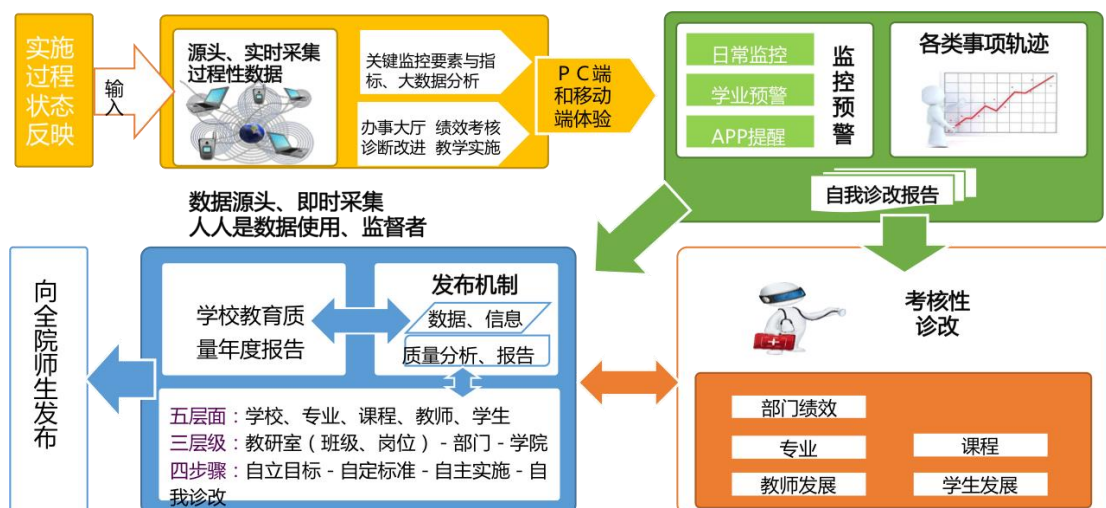 实施
过程
状态
反映
输
入
源头、实时采集
过程性数据
关键监控要素与指
标、大数据分析
办事大厅 绩效考核
诊断改进 教学实施
PC端
和移动
端体验
日常监控
学业预警
APP提醒
监
控
预
警
各类事项轨迹
自我诊改报告
数据源头、即时采集
人人是数据使用、监督者
向
全
院
师
生
发
布
学校教育质
量年度报告
发布机制
数据、信息
质量分析、报告
五层面：学校、专业、课程、教师、学生
三层级：教研室（班级、岗位）- 部门 - 学院
四步骤：自立目标 - 自定标准 - 自主实施 - 自
我诊改
考核性
诊改
部门绩效
专业
课程
教师发展
学生发展